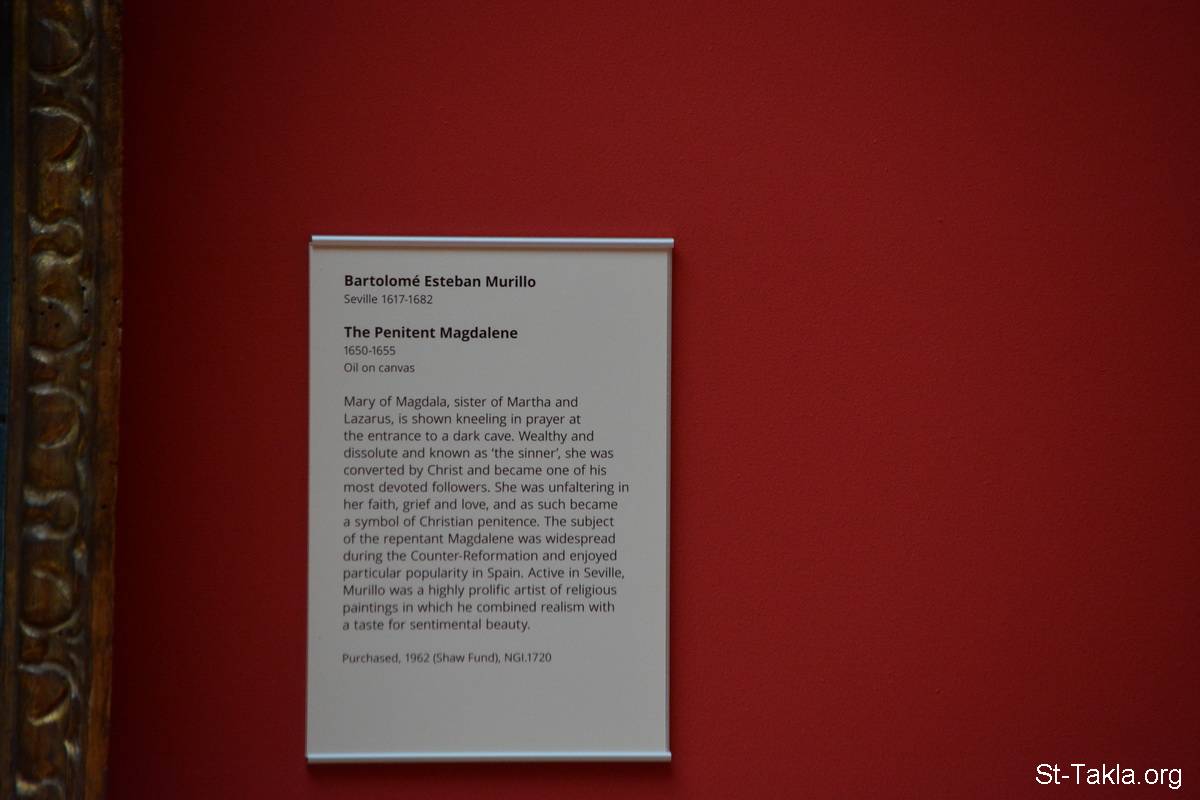 Bartolomé Esteban Murillo
Seville 1617-1682
The Penitent Magdalene
1650-1655
Oil on canvas
Mary of Magdala, sister of Martha and
Lazarus, is shown kneeling in prayer at
the entrance to a dark cave. Wealthy and
dissolute and known as ‘the sinner’, she was
converted by Christ and became one of his
most devoted followers. She was unfaltering in
her faith, grief and love, and as such became
a symbol of Christian penitence. The subject
of the repentant Magdalene was widespread
during the Counter-Reformation and enjoyed
particular popularity in Spain. Active in Seville,
Murillo was a highly prolific artist of religious
paintings in which he combined realism with
a taste for sentimental beauty.
Purchased, 1962 (Shaw Fund), NGI.1720
St-Takla.org